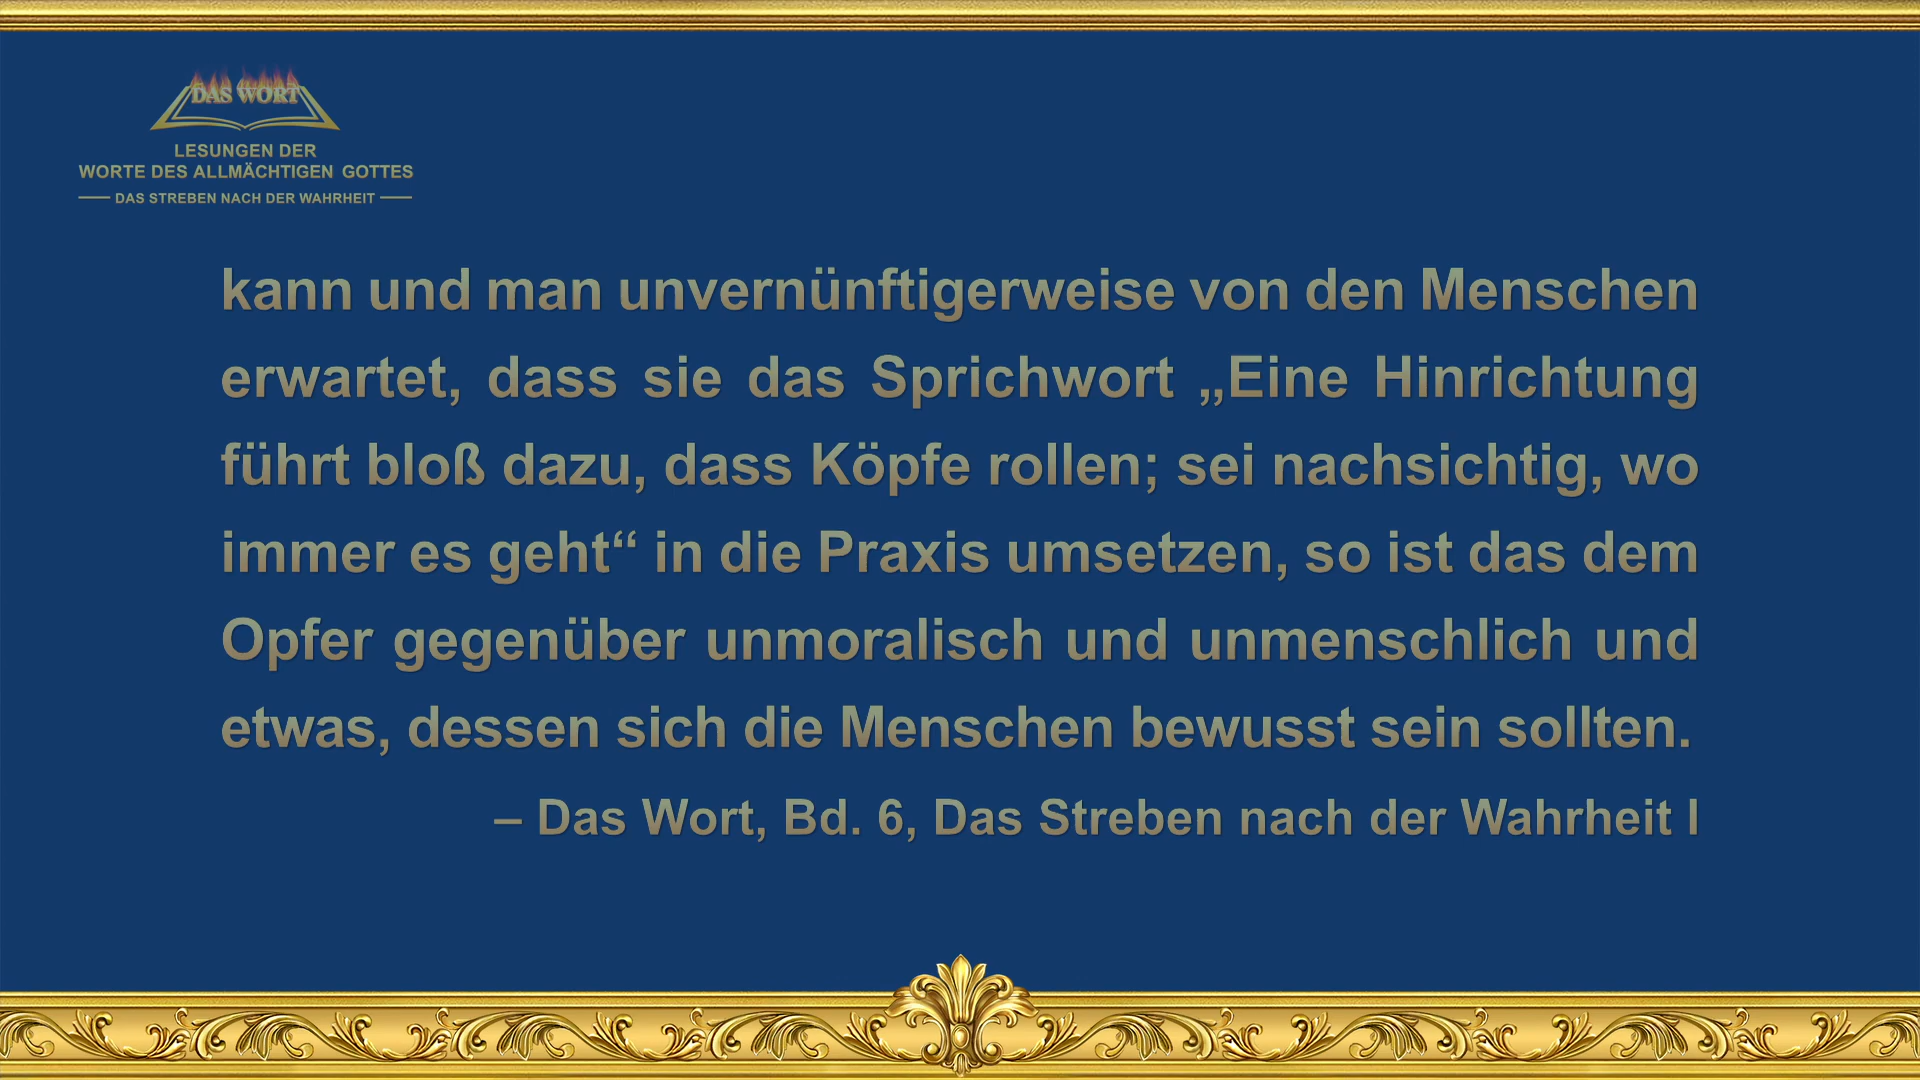 DAS WORT
LESUNGEN DER
WORTE DES ALLMÄCHTIGEN GOTTES
DAS STREBEN NACH DER WAHRHEIT
kann und man unvernünftigerweise von den Menschen
erwartet, dass sie das Sprichwort „Eine Hinrichtung
führt bloß dazu, dass Köpfe rollen; sei nachsichtig, wo
immer es geht“ in die Praxis umsetzen, so ist das dem
Opfer gegenüber unmoralisch und unmenschlich und
etwas, dessen sich die Menschen bewusst sein sollten.
– Das Wort, Bd. 6, Das Streben nach der Wahrheit I